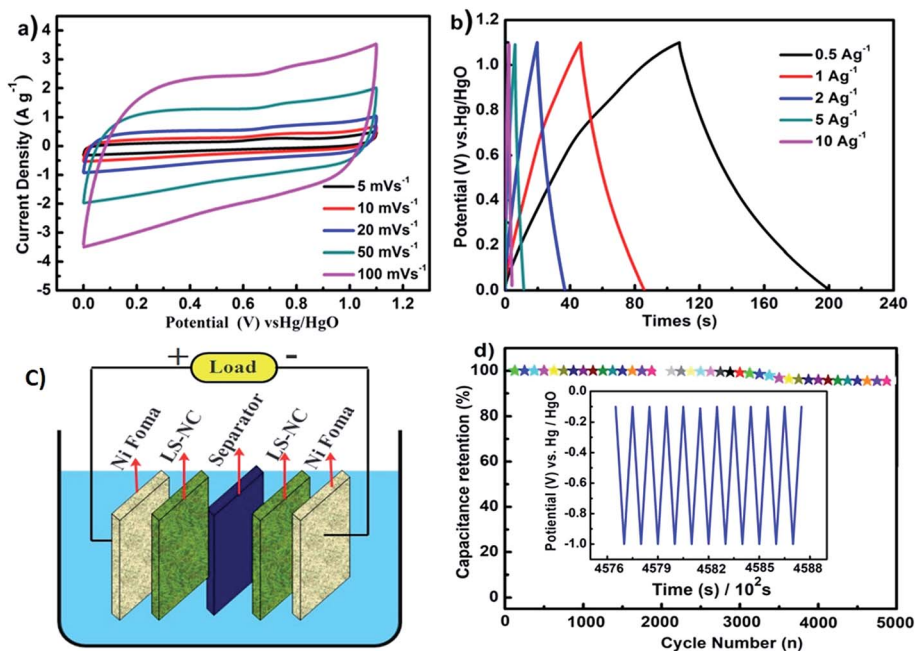 a)
Current Density (A g-1)
4
3
2
1
0
-1
-2
-3
-4
-5
5 mVs-1
10 mVs-1
20 mVs-1
50 mVs-1
100 mVs-1
0.0 0.2 0.4 0.6 0.8 1.0 1.2
Potential (V) vsHg/HgO
b)
Potential (V) vs.Hg/HgO
1.2
1.0
0.8
0.6
0.4
0.2
0.0
0.5 Ag-1
1 Ag-1
2 Ag-1
5 Ag-1
10 Ag-1
0 40 80 120 160 200 240
Times (s)
C)
+ Load -
Ni Foma
LS-NC
Separator
LS-NC
Ni Foma
d)
Capacitance retention (%)
100
80
60
40
20
0
Potiential (V) vs. Hg / HgO
0.0
-0.2
-0.4
-0.6
-0.8
-1.0
4576 4579 4582 4585 4588
Time (s) / 102s
0 1000 2000 3000 4000 5000
Cycle Number (n)